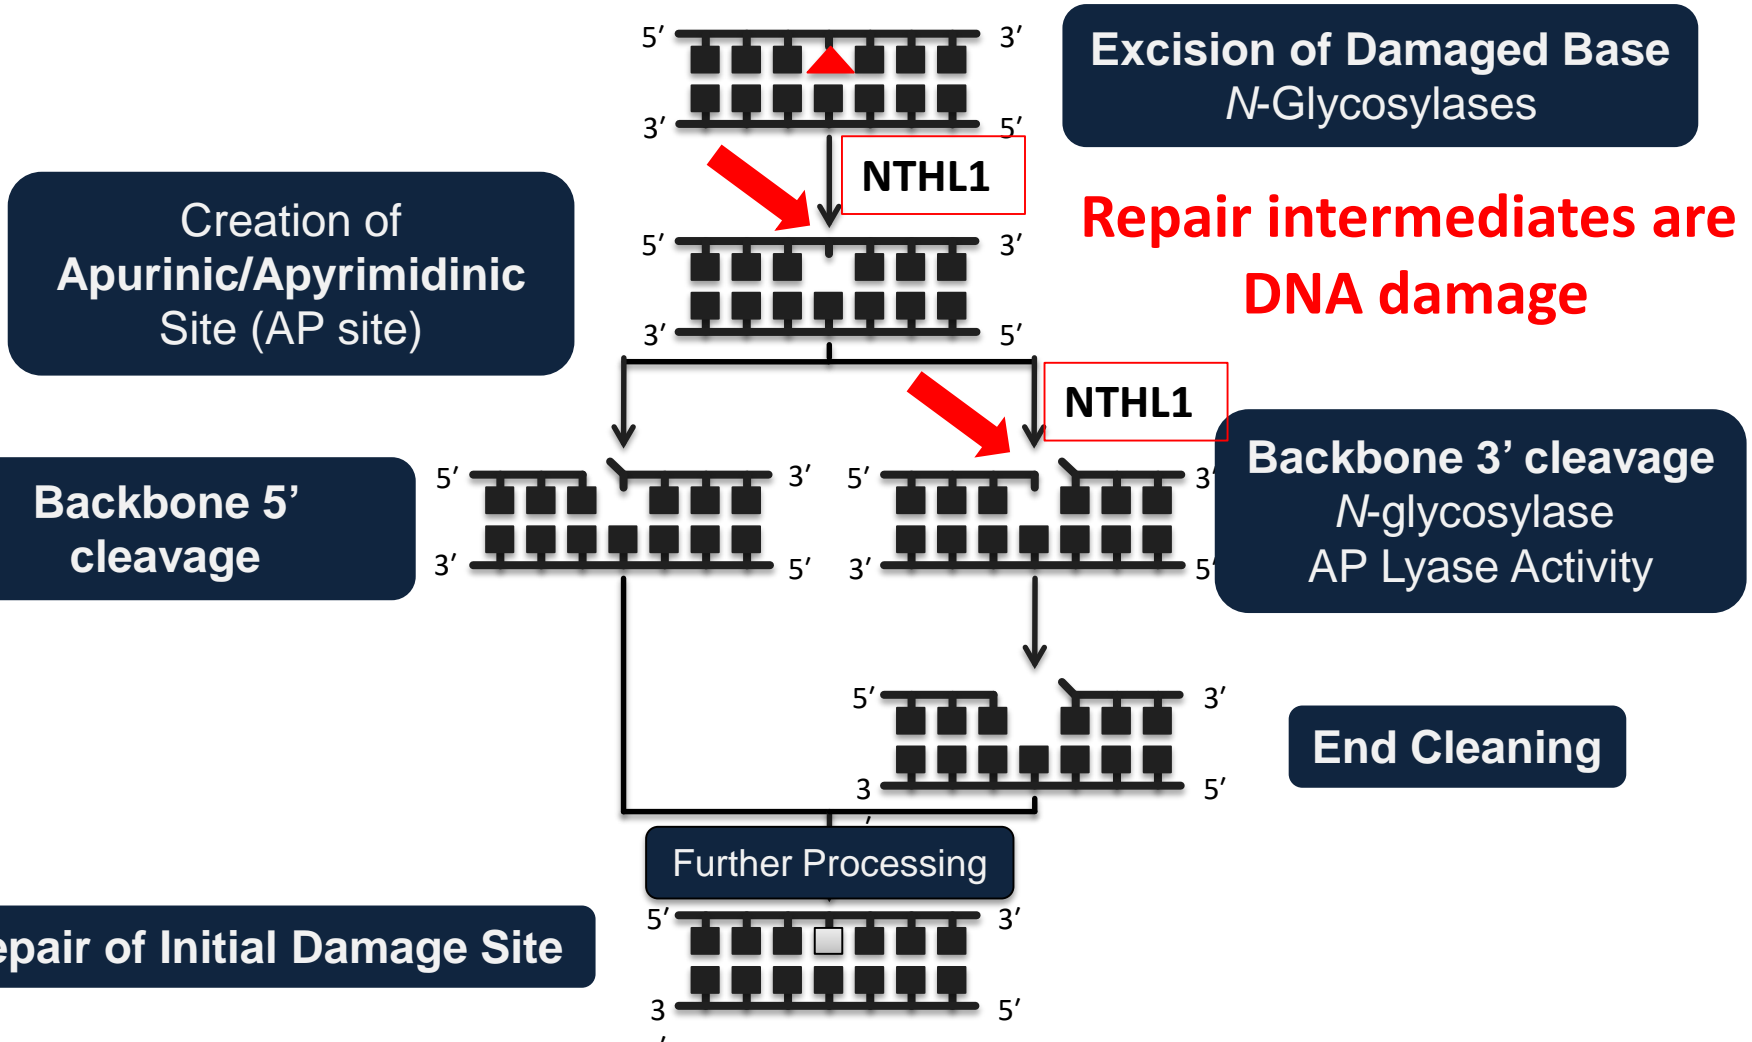 5′
3′
Excision of Damaged Base
N-Glycosylases
3′
5′
NTHL1
Creation of
Apurinic/Apyrimidinic
Site (AP site)
Repair intermediates are
DNA damage
5′
3′
3′
5′
NTHL1
Backbone 5’
cleavage
5′
3′
3′
5′
5′
3′
3′
5′
Backbone 3’ cleavage
N-glycosylase
AP Lyase Activity
5′
3′
3
′
5′
End Cleaning
Further Processing
epair of Initial Damage Site
5′
3′
3
′
5′